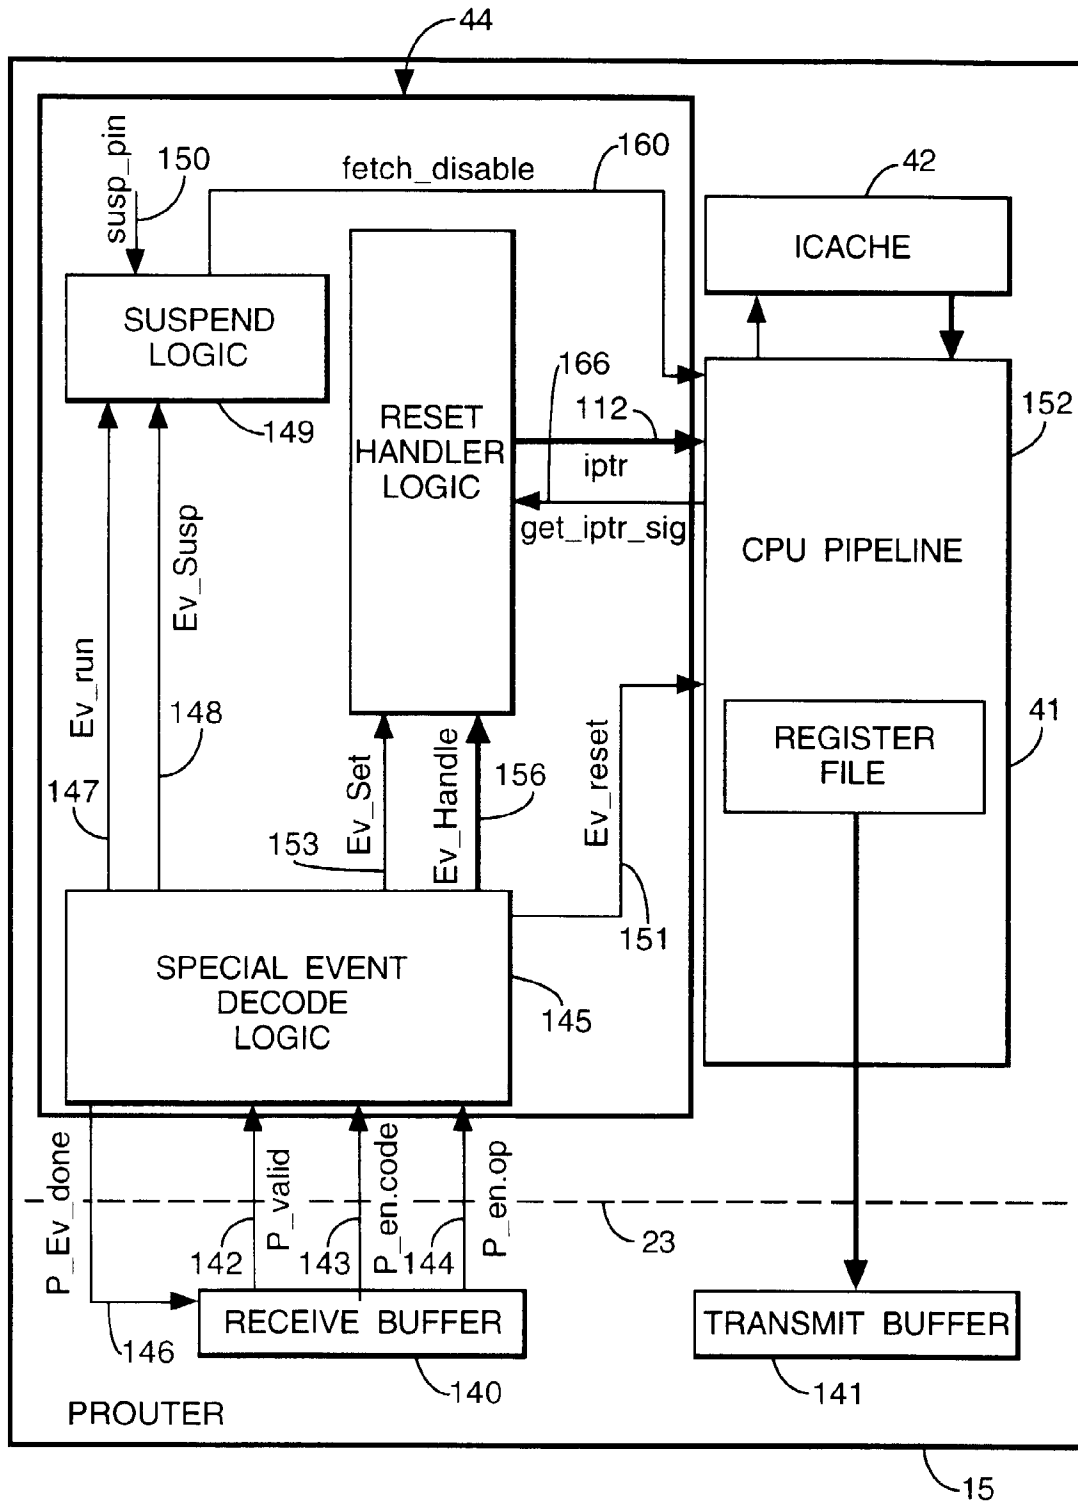 44
susp_pin
150
fetch_disable
160
42
ICACHE
SUSPEND
LOGIC
149
166
112
iptr
get_iptr_sig
RESET
HANDLER
LOGIC
152
CPU PIPELINE
Ev_run
Ev_Susp
147
148
REGISTER
FILE
41
Ev_Set
Ev_Handle
153
156
Ev_reset
151
SPECIAL EVENT
DECODE
LOGIC
145
P_Ev_done
P_valid
P_en.code
P_en.op
142
143
144
23
146
RECEIVE BUFFER
140
TRANSMIT BUFFER
141
PROUTER
15